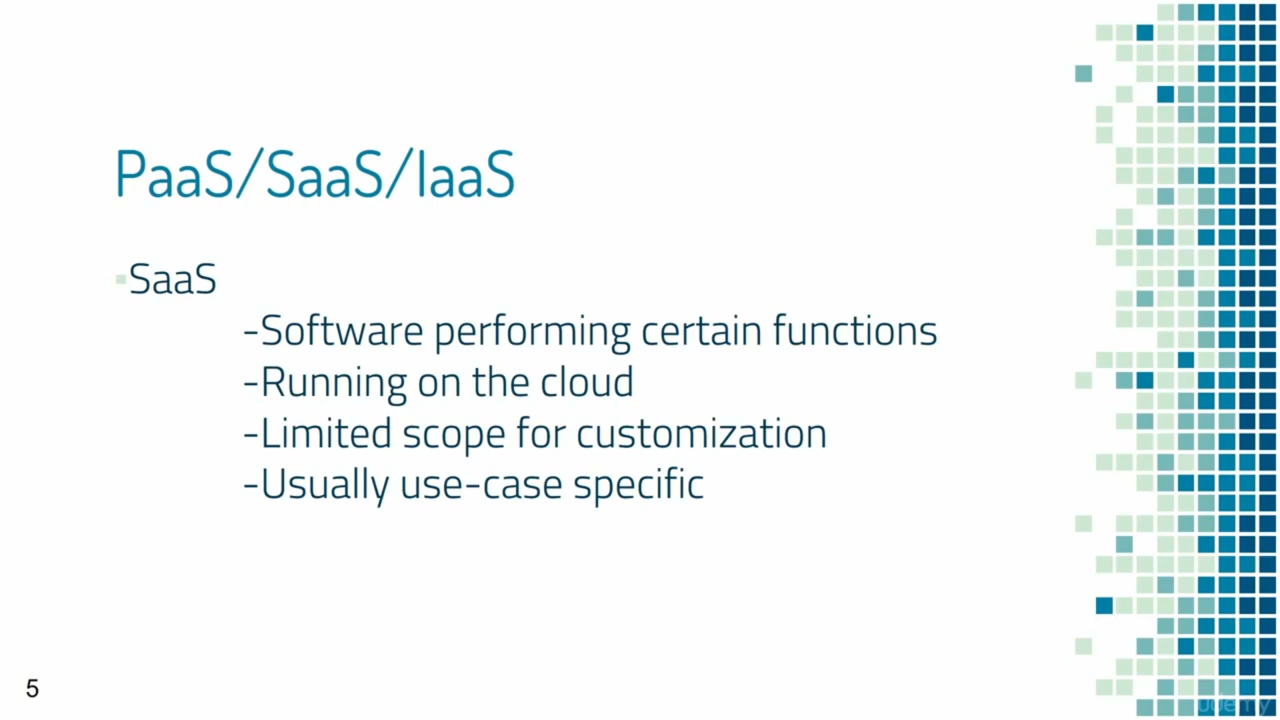 PaaS/SaaS/IaaS
SaaS
-Software performing certain functions
-Running on the cloud
-Limited scope for customization
-Usually use-case specific
5
udemy